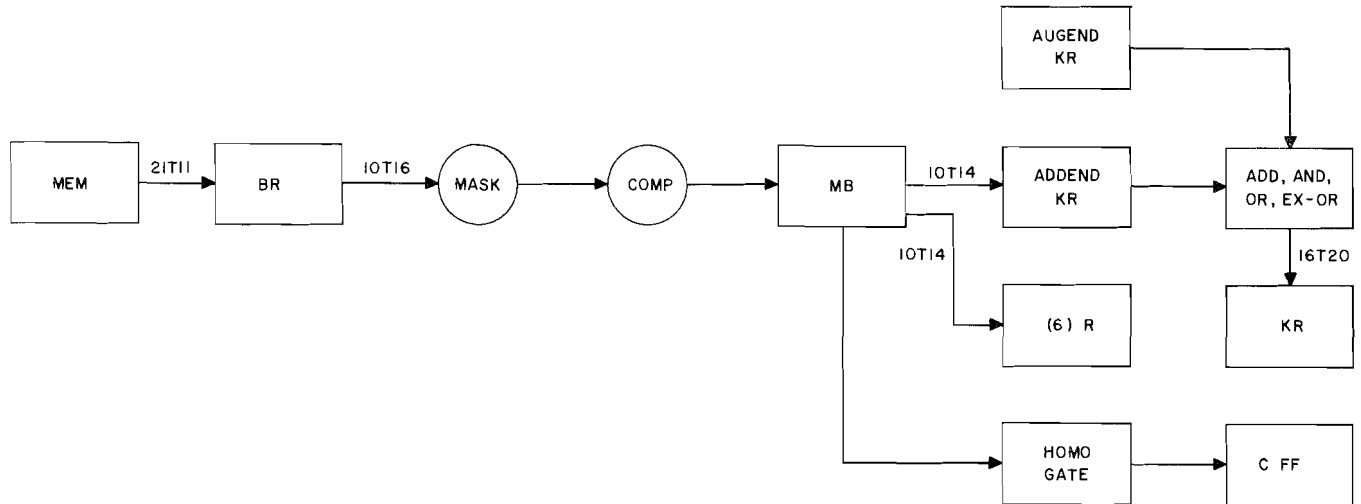 AUGEND
KR
MEM
21T11
BR
10T16
MASK
COMP
MB
10T14
ADDEND
KR
ADD, AND,
OR, EX-OR
10T14
16T20
(6) R
KR
HOMO
GATE
C FF